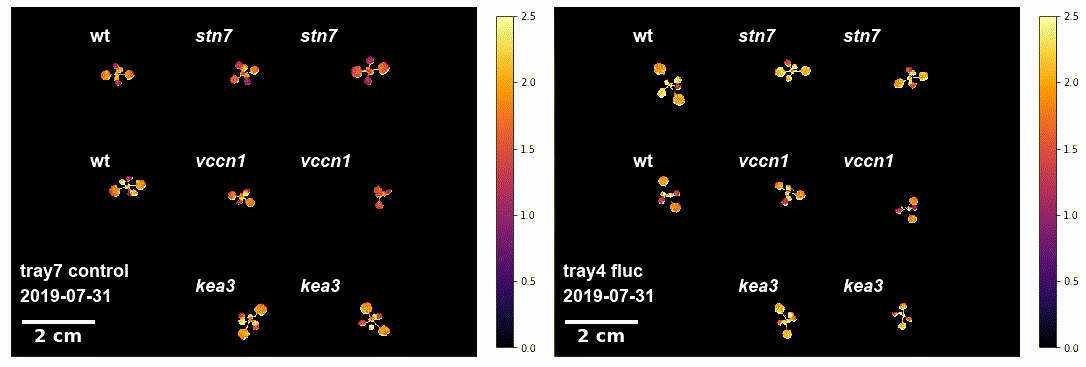 wt stn7 stn7
wt vccn1 vccn1
kea3 kea3
tray7 control
2019-07-31
2 cm
2.5
2.0
1.5
1.0
0.5
0.0
wt stn7 stn7
wt vccn1 vccn1
kea3 kea3
tray4 fluc
2019-07-31
2 cm
2.5
2.0
1.5
1.0
0.5
0.0